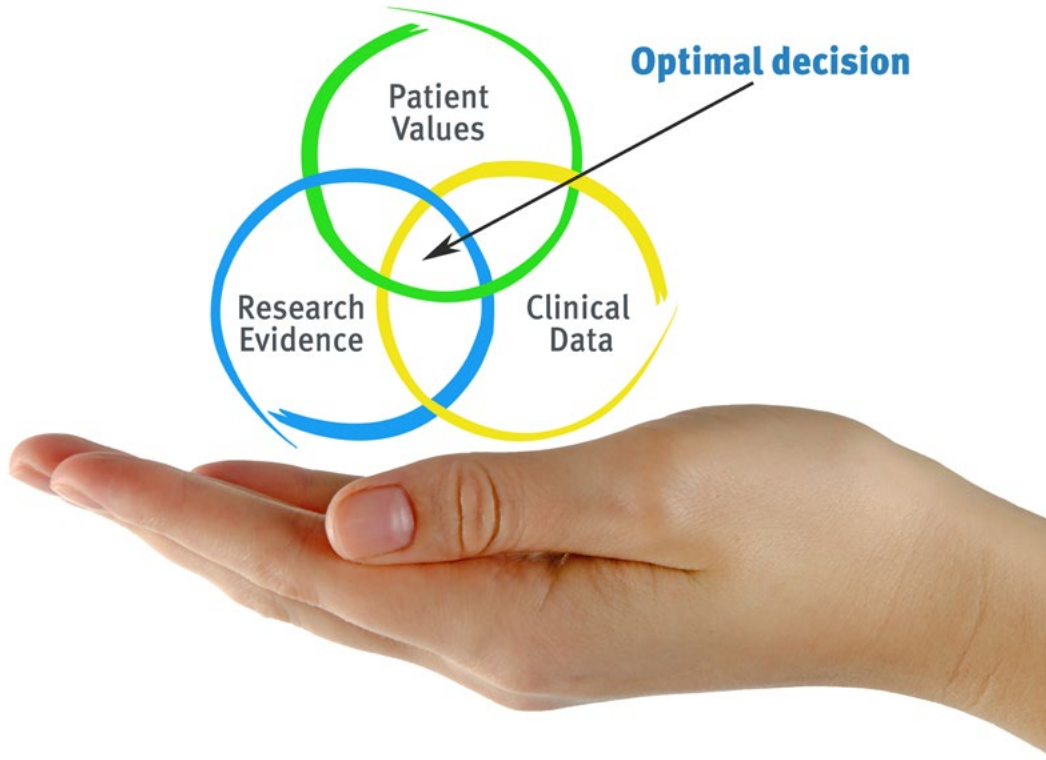 Optimal decision
Patient
Values
Research
Evidence
Clinical
Data